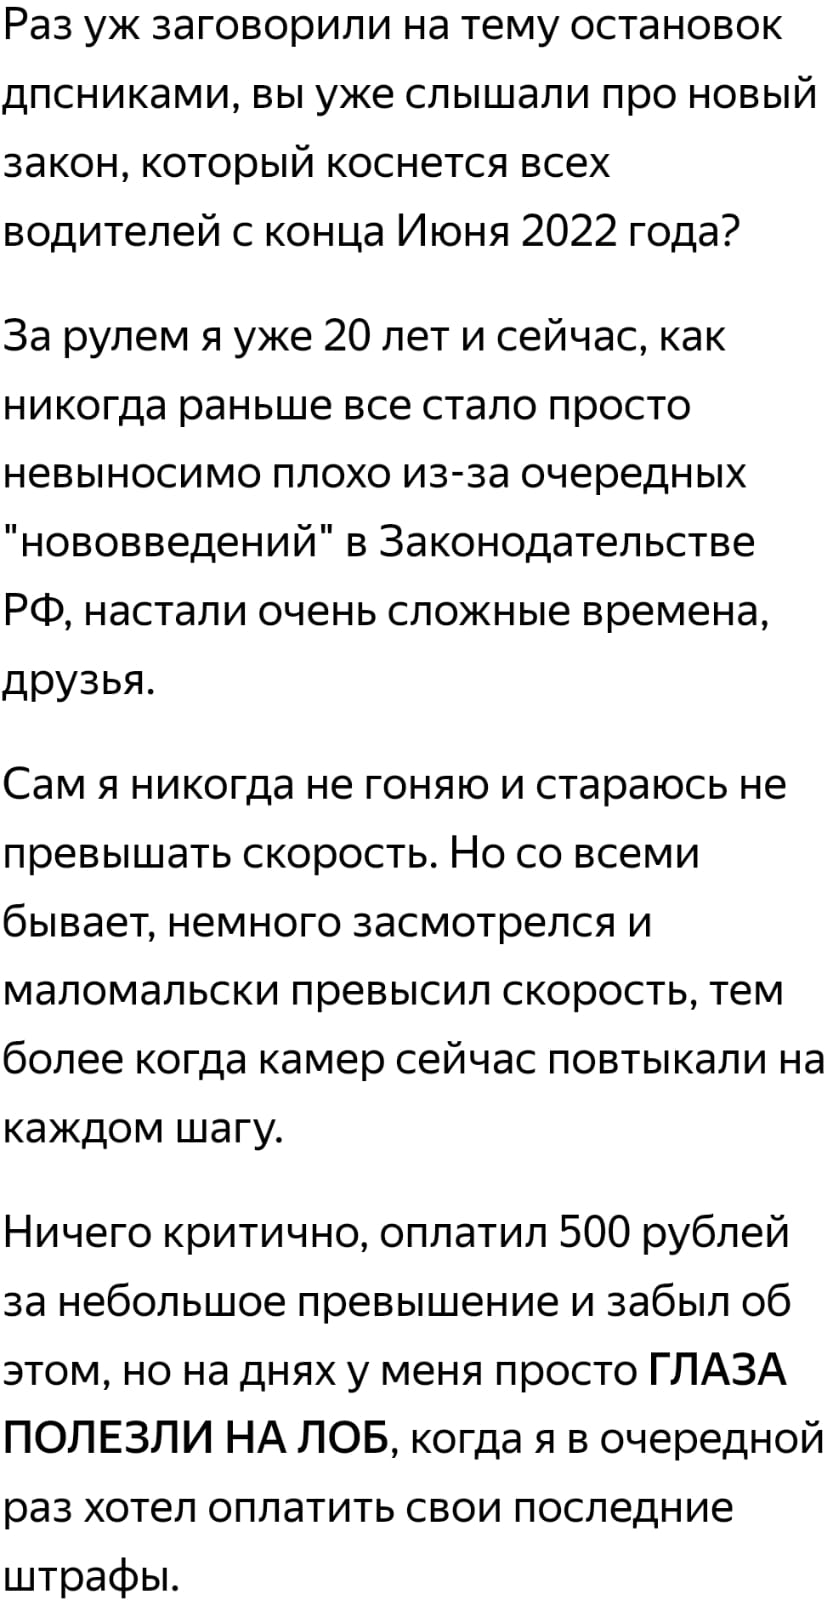 Раз уж заговорили на тему остановок
дпсниками, вы уже слышали про новый
закон, который коснется всех
водителей с конца Июня 2022 года?
За рулем я уже 20 лет и сейчас, как
никогда раньше все стало просто
невыносимо плохо из-за очередных
"нововведений" в Законодательстве
РФ, настали очень сложные времена,
друзья.
Сам я никогда не гоняю и стараюсь не
превышать скорость. Но со всеми
бывает, немного засмотрелся и
маломальски превысил скорость, тем
более когда камер сейчас повтыкали на
каждом шагу.
Ничего критично, оплатил 500 рублей
за небольшое превышение и забыл об
этом, но на днях у меня просто ГЛАЗА
ПОЛЕЗЛИ НА ЛОБ, когда я в очередной
раз хотел оплатить свои последние
штрафы.